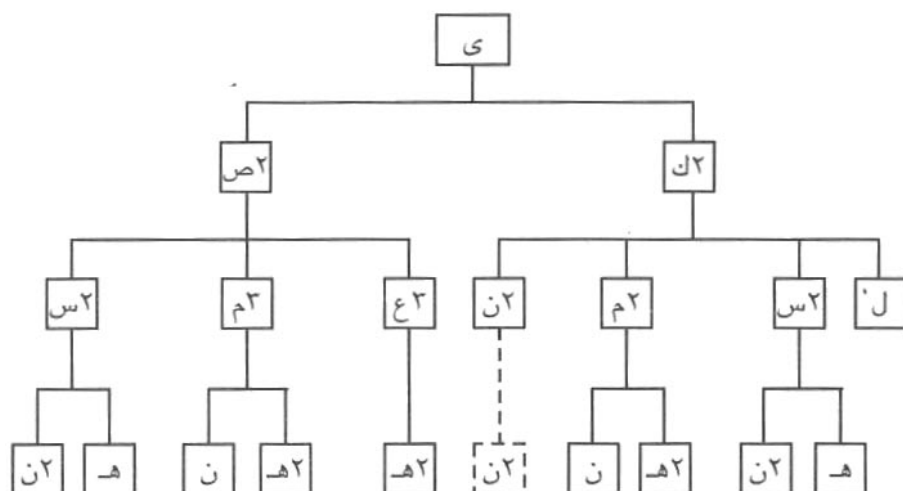 ى
٢ك ٢ص
ل ٢س ٢م ٢ن ٣ع ٣م ٢س
هـ ٢ن ٢هـ ن ٢ن ٢هـ ٢هـ ن هـ ٢ن